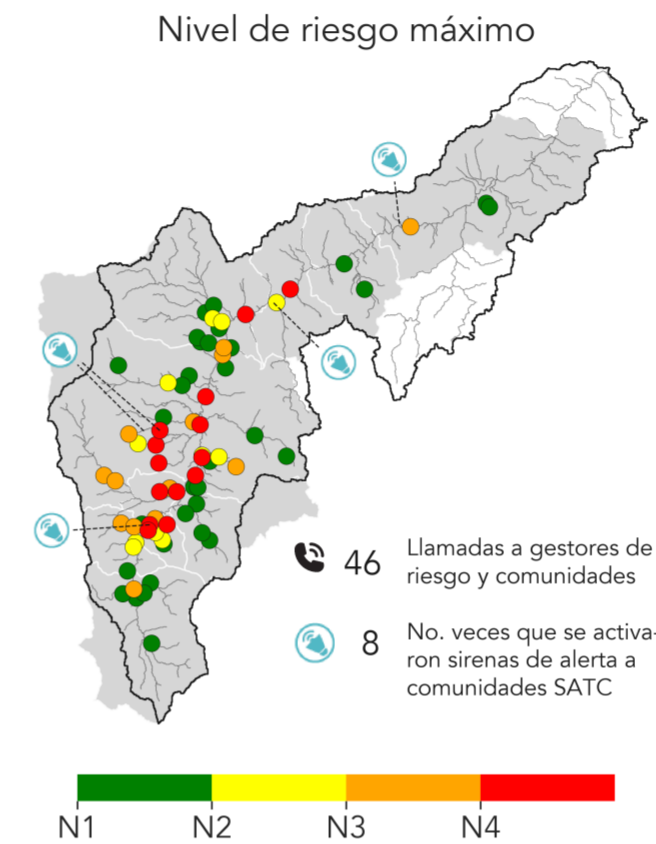 Nivel de riesgo máximo
46
Llamadas a gestores de
riesgo y comunidades
8
No. veces que se activa-
ron sirenas de alerta a
comunidades SATC
N1 N2 N3 N4